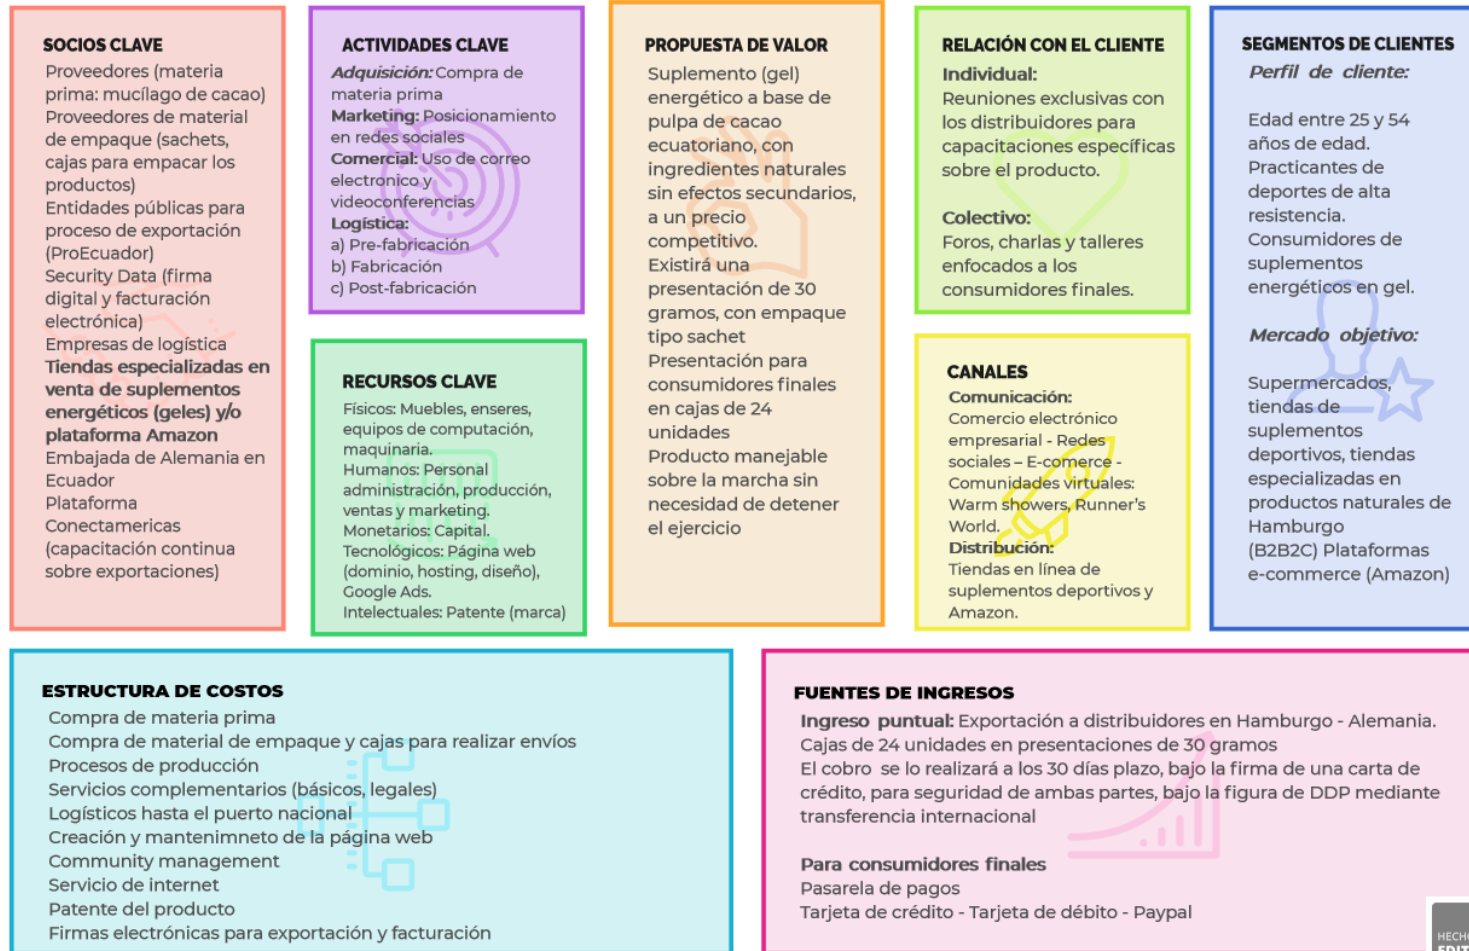 SOCIOS CLAVE
Proveedores (materia
prima: mucílago de cacao)
Proveedores de material
de empaque (sachets,
cajas para empacar los
productos)
Entidades públicas para
proceso de exportación
(ProEcuador)
Security Data (firma
digital y facturación
electrónica)
Empresas de logística
Tiendas especializadas en
venta de suplementos
energéticos (geles) y/o
plataforma Amazon
Embajada de Alemania en
Ecuador
Plataforma
Conectamericas
(capacitación continua
sobre exportaciones)
ACTIVIDADES CLAVE
Adquisición: Compra de
materia prima
Marketing: Posicionamiento
en redes sociales
Comercial: Uso de correo
electronico y
videoconferencias
Logística:
a) Pre-fabricación
b) Fabricación
c) Post-fabricación
RECURSOS CLAVE
Físicos: Muebles, enseres,
equipos de computación,
maquinaria.
Humanos: Personal
administración, producción,
ventas y marketing.
Monetarios: Capital.
Tecnológicos: Página web
(dominio, hosting, diseño),
Google Ads.
Intelectuales: Patente (marca)
PROPUESTA DE VALOR
Suplemento (gel)
energético a base de
pulpa de cacao
ecuatoriano, con
ingredientes naturales
sin efectos secundarios,
a un precio
competitivo.
Existirá una
presentación de 30
gramos, con empaque
tipo sachet
Presentación para
consumidores finales
en cajas de 24
unidades
Producto manejable
sobre la marcha sin
necesidad de detener
el ejercicio
RELACIÓN CON EL CLIENTE
Individual:
Reuniones exclusivas con
los distribuidores para
capacitaciones específicas
sobre el producto.
Colectivo:
Foros, charlas y talleres
enfocados a los
consumidores finales.
CANALES
Comunicación:
Comercio electrónico
empresarial - Redes
sociales – E-comerce -
Comunidades virtuales:
Warm showers, Runner's
World.
Distribución:
Tiendas en línea de
suplementos deportivos y
Amazon.
SEGMENTOS DE CLIENTES
Perfil de cliente:
Edad entre 25 y 54
años de edad.
Practicantes de
deportes de alta
resistencia.
Consumidores de
suplementos
energéticos en gel.
Mercado objetivo:
Supermercados,
tiendas de
suplementos
deportivos, tiendas
especializadas en
productos naturales de
Hamburgo
(B2B2C) Plataformas
e-commerce (Amazon)
ESTRUCTURA DE COSTOS
Compra de materia prima
Compra de material de empaque y cajas para realizar envíos
Procesos de producción
Servicios complementarios (básicos, legales)
Logísticos hasta el puerto nacional
Creación y mantenimneto de la página web
Community management
Servicio de internet
Patente del producto
Firmas electrónicas para exportación y facturación
FUENTES DE INGRESOS
Ingreso puntual: Exportación a distribuidores en Hamburgo - Alemania.
Cajas de 24 unidades en presentaciones de 30 gramos
El cobro se lo realizará a los 30 días plazo, bajo la firma de una carta de
crédito, para seguridad de ambas partes, bajo la figura de DDP mediante
transferencia internacional
Para consumidores finales
Pasarela de pagos
Tarjeta de crédito - Tarjeta de débito - Paypal